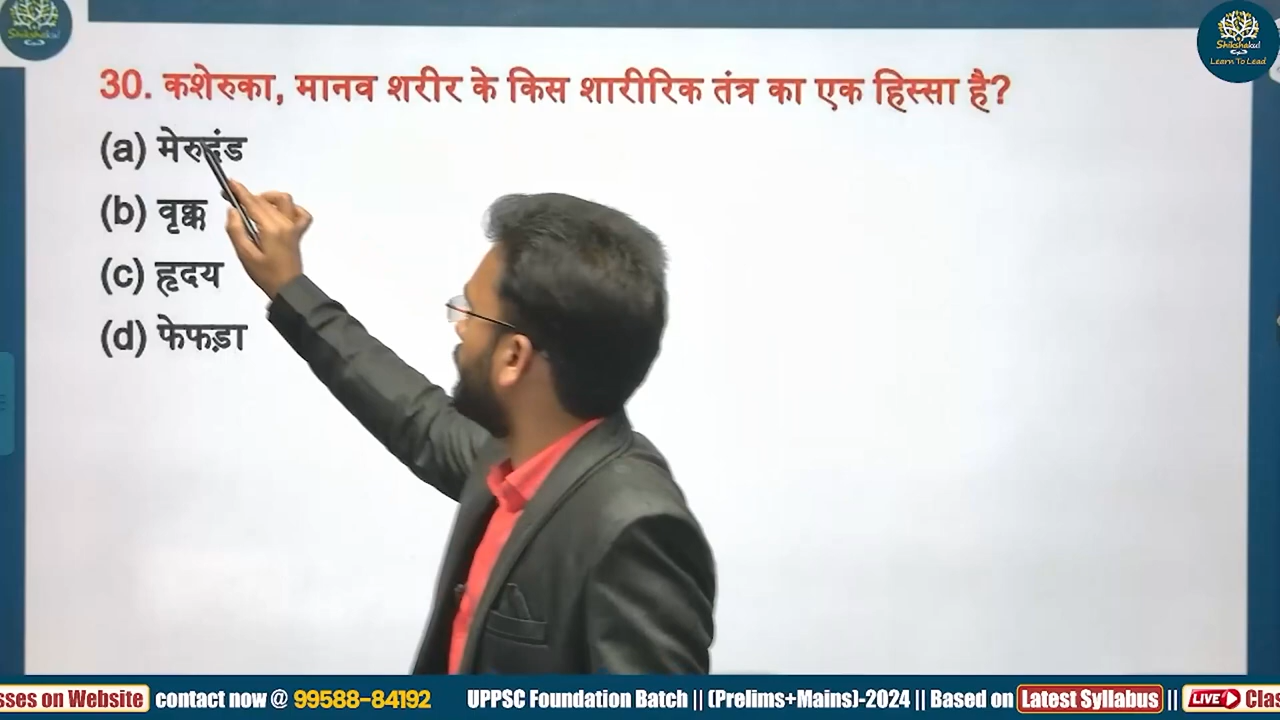 Shikshakul
Shikshakul
Learn To Lead
30. कशेरुका, मानव शरीर के किस शारीरिक तंत्र का एक हिस्सा है?
(a) मेरुदंड
(b) वृक्क
(c) हृदय
(d) फेफड़ा
sses on Website contact now @ 99588-84192 UPPSC Foundation Batch || (Prelims+Mains)-2024 || Based on Latest Syllabus || LIVE Clas